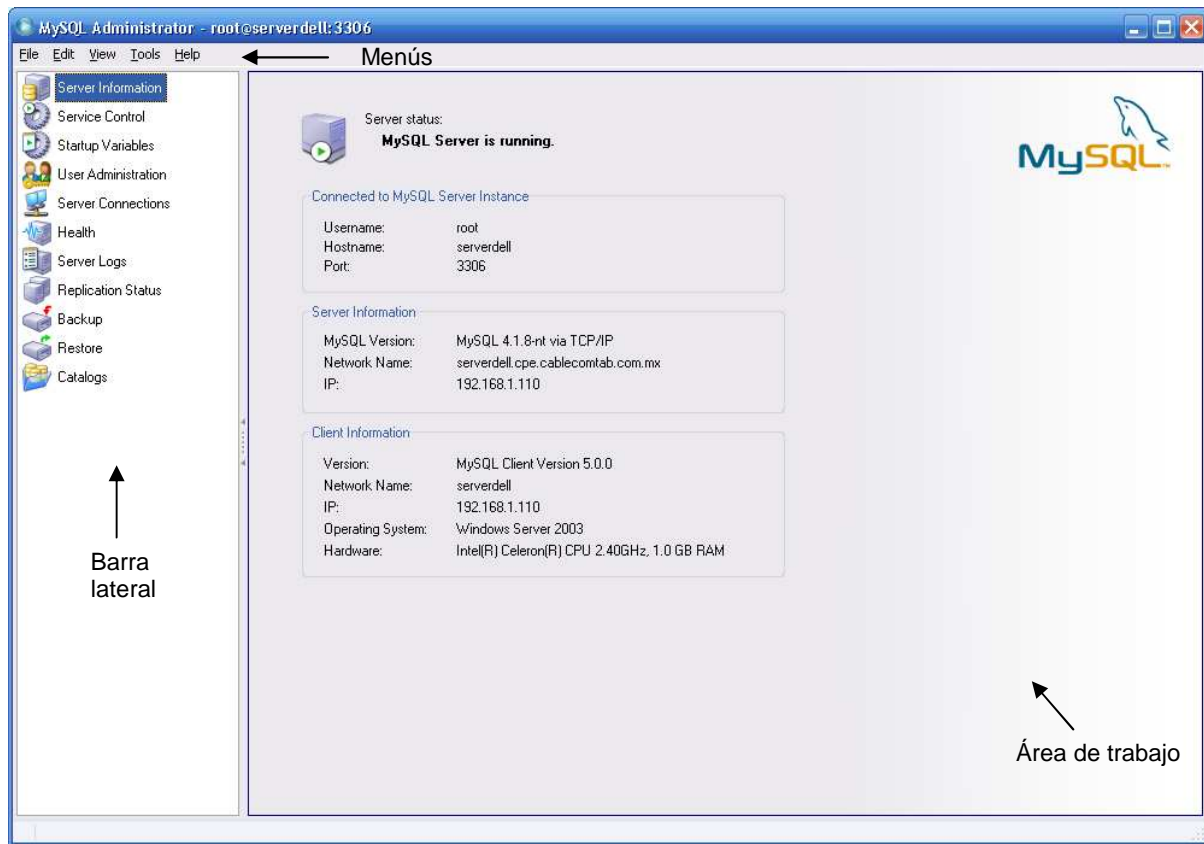 MySQL Administrator - root@serverdell:3306
File Edit View Tools Help
Menús
Server Information
Service Control
Startup Variables
User Administration
Server Connections
Health
Server Logs
Replication Status
Backup
Restore
Catalogs
Barra
lateral
Server status:
MySQL Server is running.
MySQL
Connected to MySQL Server Instance
Username: root
Hostname: serverdell
Port: 3306
Server Information
MySQL Version: MySQL 4.1.8-nt via TCP/IP
Network Name: serverdell.cpe.cablecomtab.com.mx
IP: 192.168.1.110
Client Information
Version: MySQL Client Version 5.0.0
Network Name: serverdell
IP: 192.168.1.110
Operating System: Windows Server 2003
Hardware: Intel(R) Celeron(R) CPU 2.40GHz, 1.0 GB RAM
Área de trabajo